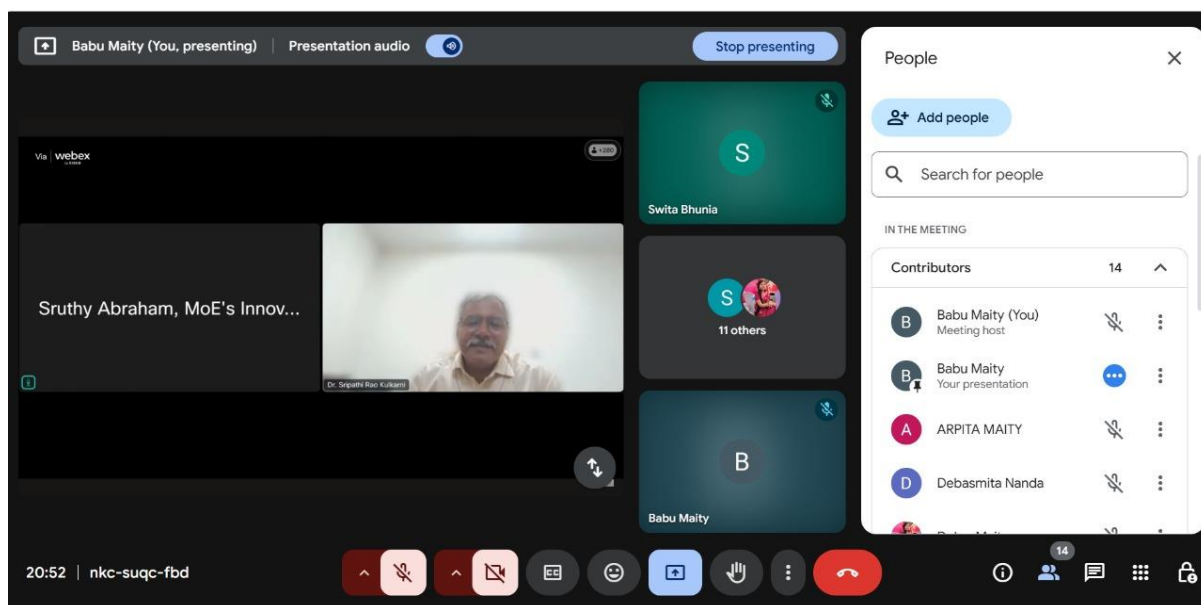 Babu Maity (You, presenting)
Presentation audio
Stop presenting
Via webex
+280
Sruthy Abraham, MoE's Innov...
Dr. Sripathi Rao Kulkarni
S
Swita Bhunia
S
11 others
B
Babu Maity
People
Add people
Search for people
IN THE MEETING
Contributors 14
B
Babu Maity (You)
Meeting host
B
Babu Maity
Your presentation
A
ARPITA MAITY
D
Debasmita Nanda
20:52 | nkc-suqc-fbd
CC
14